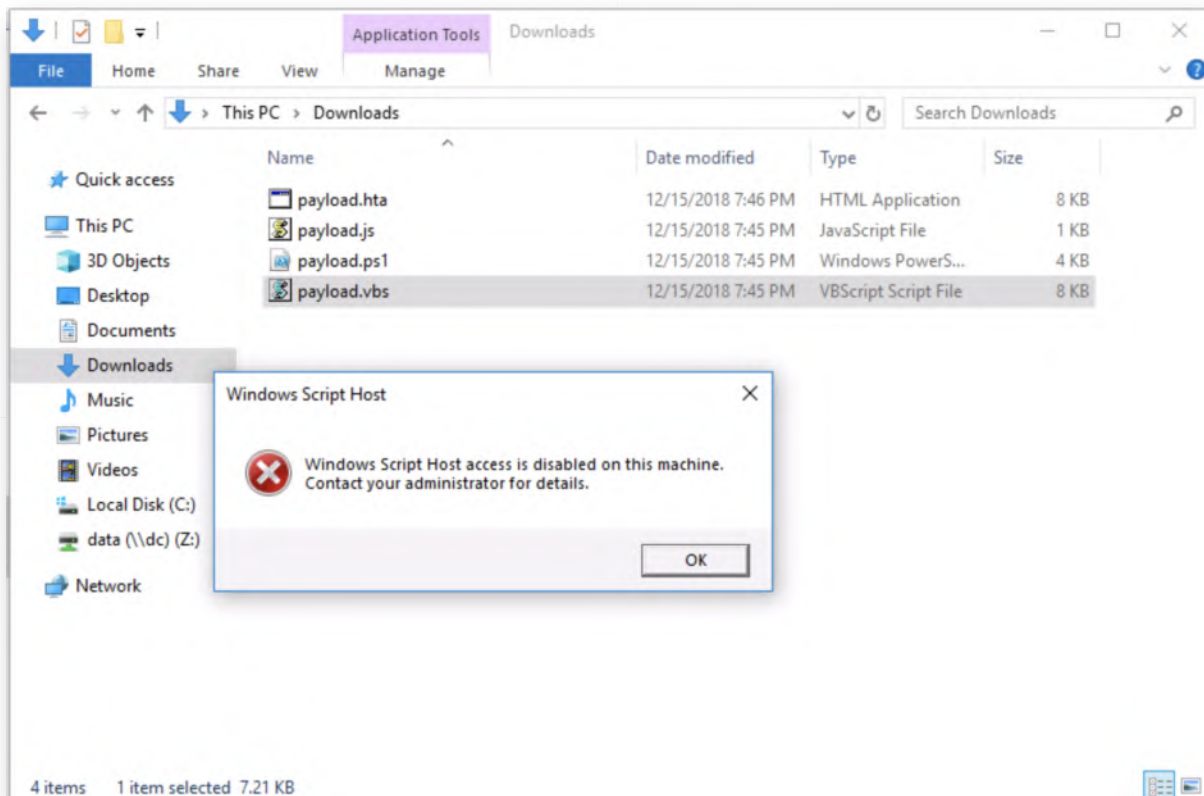 Application Tools Downloads
File Home Share View Manage
This PC > Downloads Search Downloads
Name Date modified Type Size
Quick access
This PC
3D Objects
Desktop
Documents
Downloads
Music
Pictures
Videos
Local Disk (C:)
data (\\dc) (Z:)
Network
payload.hta 12/15/2018 7:46 PM HTML Application 8 KB
payload.js 12/15/2018 7:45 PM JavaScript File 1 KB
payload.ps1 12/15/2018 7:45 PM Windows PowerS... 4 KB
payload.vbs 12/15/2018 7:45 PM VBScript Script File 8 KB
Windows Script Host
Windows Script Host access is disabled on this machine.
Contact your administrator for details.
OK
4 items 1 item selected 7.21 KB